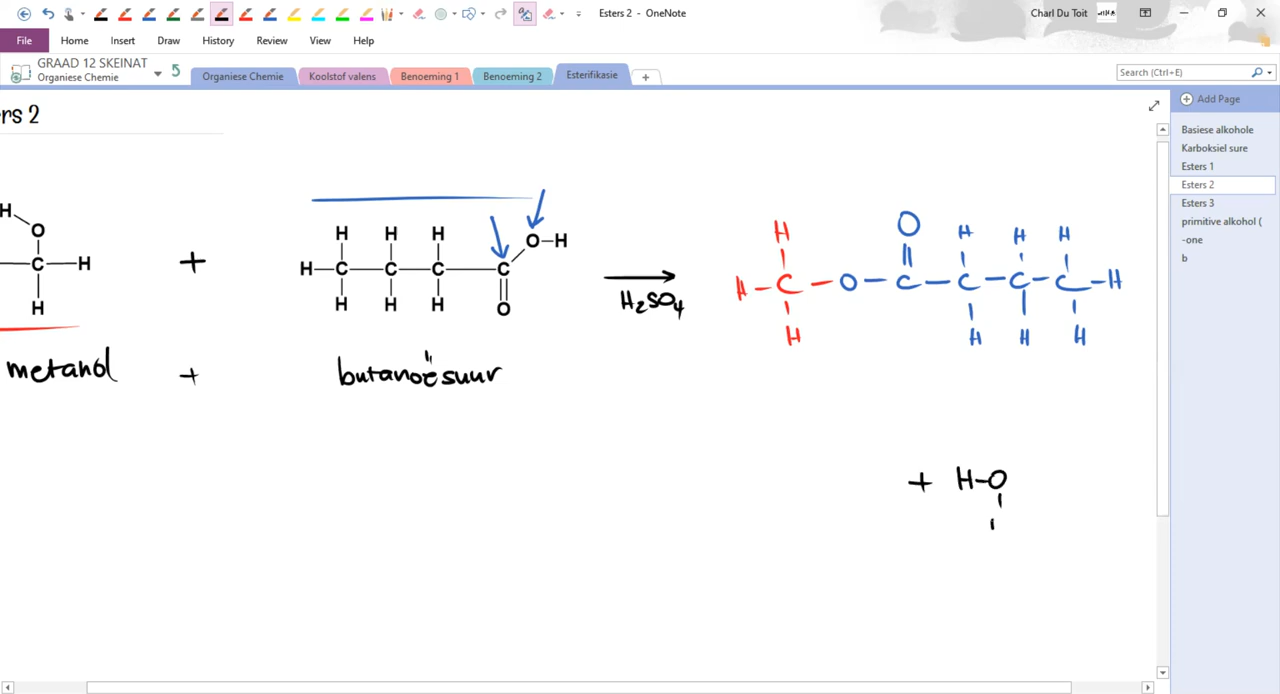 Esters 2 - OneNote
Charl Du Toit
File Home Insert Draw History Review View Help
GRAAD 12 SKEINAT
Organiese Chemie
Organiese Chemie Koolstof valens Benoeming 1 Benoeming 2 Esterifikasie +
Search (Ctrl+E)
rs 2
Add Page
Basiese alkohole
Karboksiel sure
Esters 1
Esters 2
Esters 3
primitive alkohol (
-one
b
H
O
C—H
H
+
H H H O—H
H—C—C—C—C
H H H O
H₂SO₄
H O H H H
H—C—O—C—C—C—C—H
H H H H
metanol + butanoësuur
+ H-O